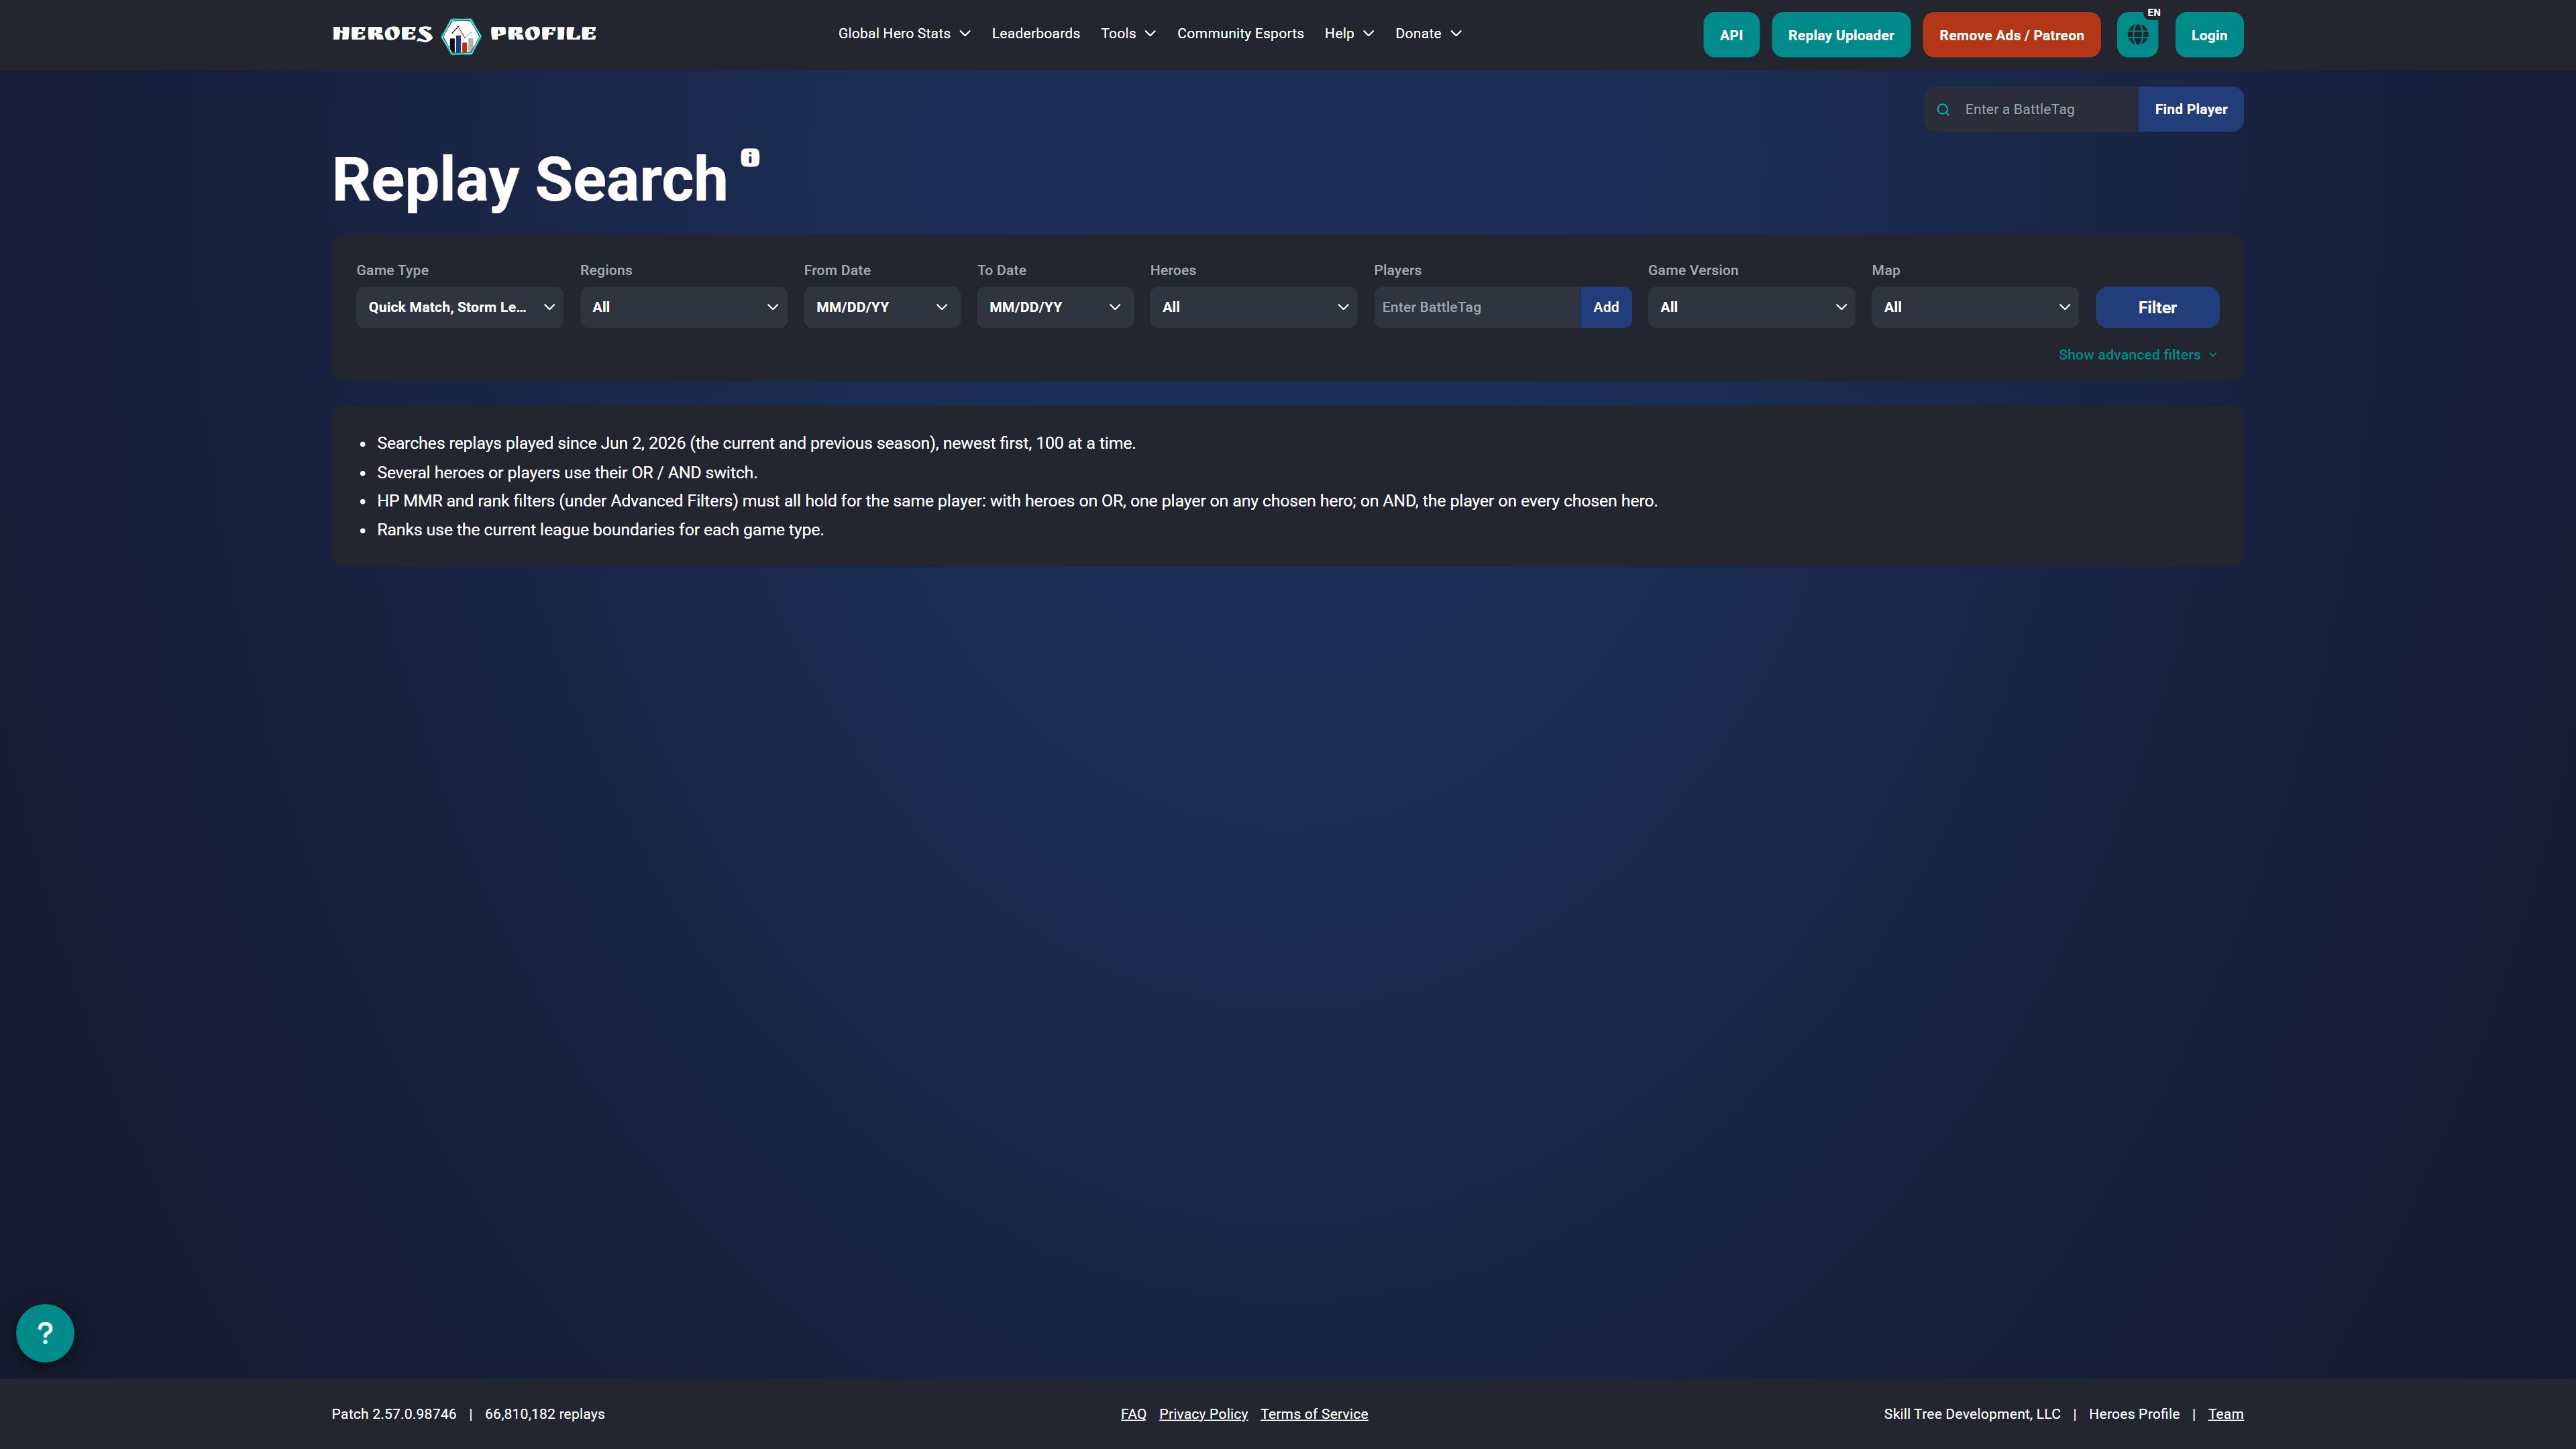 HEROES PROFILE
Global Hero Stats
Leaderboards
Tools
Community Esports
Help
Donate
API
Replay Uploader
Remove Ads / Patreon
EN
Login
Enter a BattleTag
Find Player
Replay Search
Game Type
Regions
From Date
To Date
Heroes
Players
Game Version
Map
Quick Match, Storm Le...
All
MM/DD/YY
MM/DD/YY
All
Enter BattleTag
Add
All
All
Filter
Show advanced filters
• Searches replays played since Jun 2, 2026 (the current and previous season), newest first, 100 at a time.
• Several heroes or players use their OR / AND switch.
• HP MMR and rank filters (under Advanced Filters) must all hold for the same player: with heroes on OR, one player on any chosen hero; on AND, the player on every chosen hero.
• Ranks use the current league boundaries for each game type.
?
Patch 2.57.0.98746 | 66,810,182 replays
FAQ Privacy Policy Terms of Service
Skill Tree Development, LLC | Heroes Profile | Team